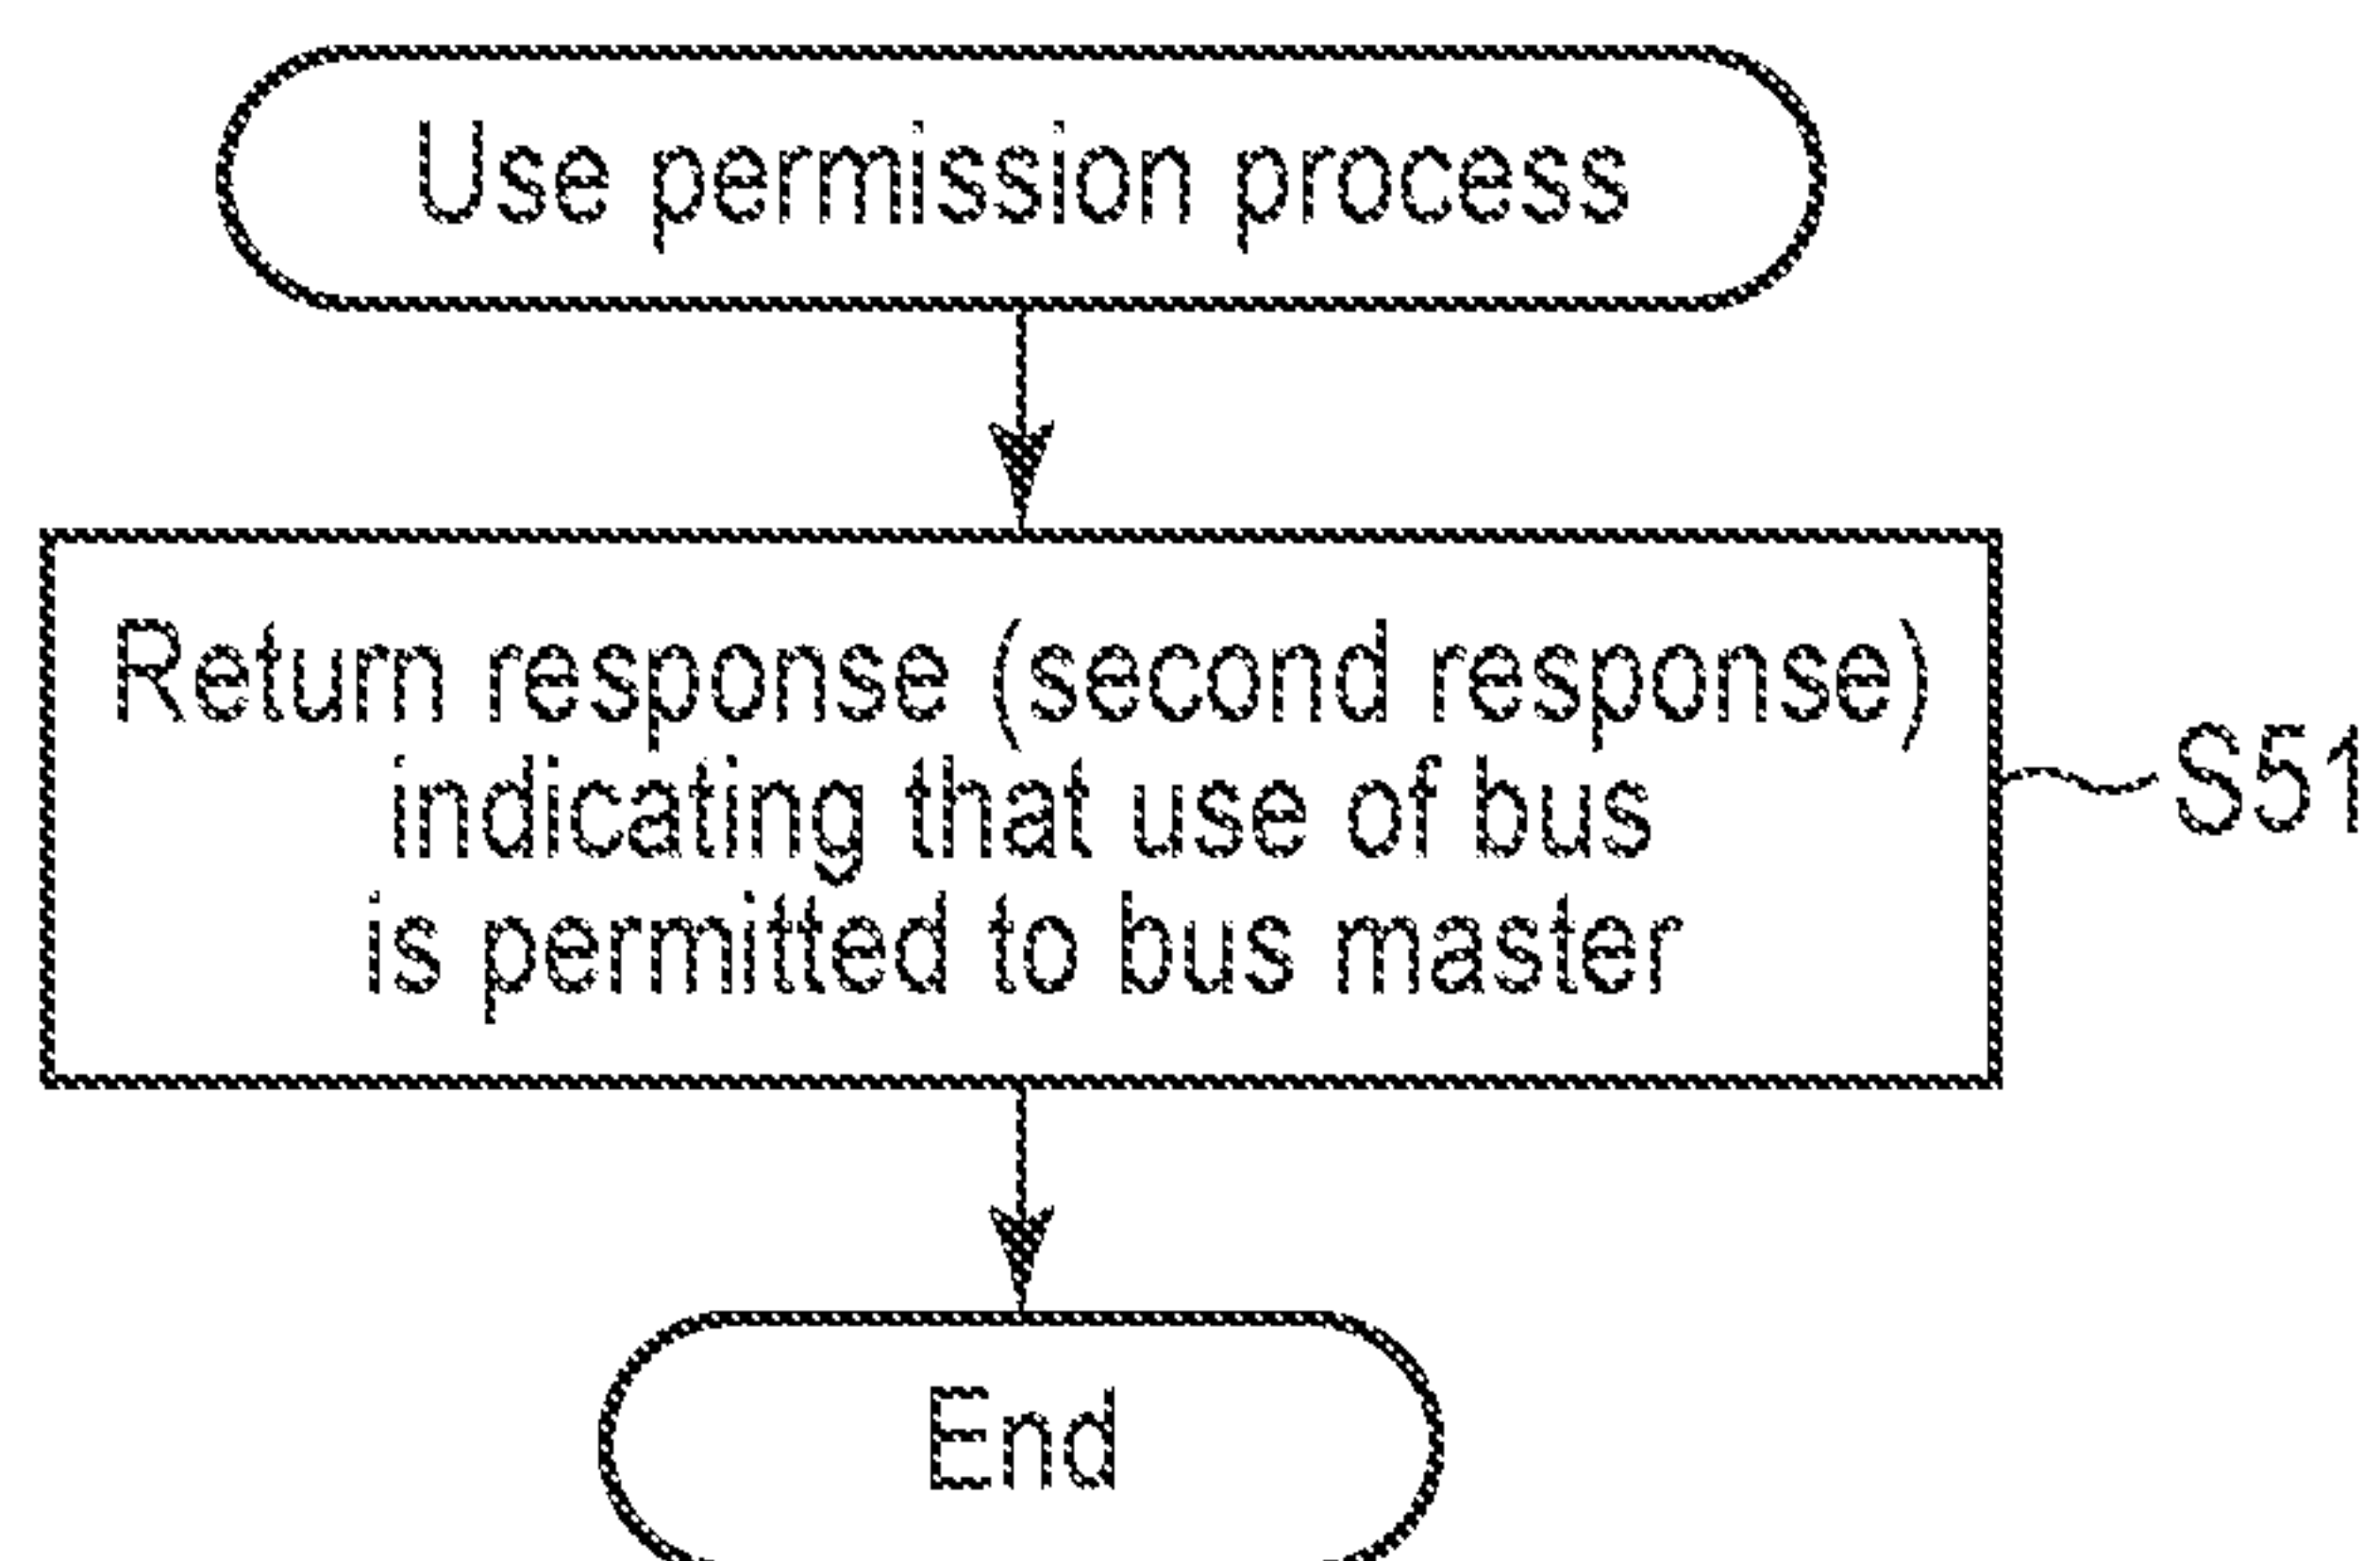 Use permission process
Return response (second response)
indicating that use of bus
is permitted to bus master
S51
End